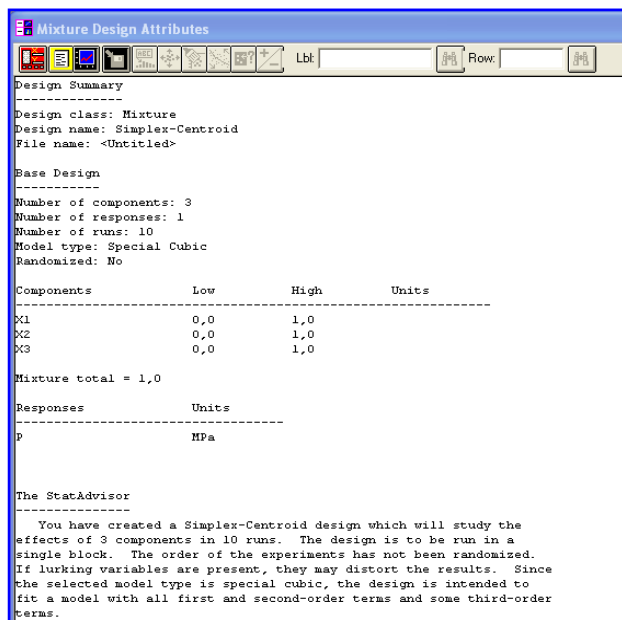 Mixture Design Attributes
Lbl: Row:
Design Summary
--------------
Design class: Mixture
Design name: Simplex-Centroid
File name: <Untitled>
Base Design
-----------
Number of components: 3
Number of responses: 1
Number of runs: 10
Model type: Special Cubic
Randomized: No
Components Low High Units
X1 0,0 1,0
X2 0,0 1,0
X3 0,0 1,0
Mixture total = 1,0
Responses Units
P MPa
The StatAdvisor
---------------
You have created a Simplex-Centroid design which will study the
effects of 3 components in 10 runs. The design is to be run in a
single block. The order of the experiments has not been randomized.
If lurking variables are present, they may distort the results. Since
the selected model type is special cubic, the design is intended to
fit a model with all first and second-order terms and some third-order
terms.